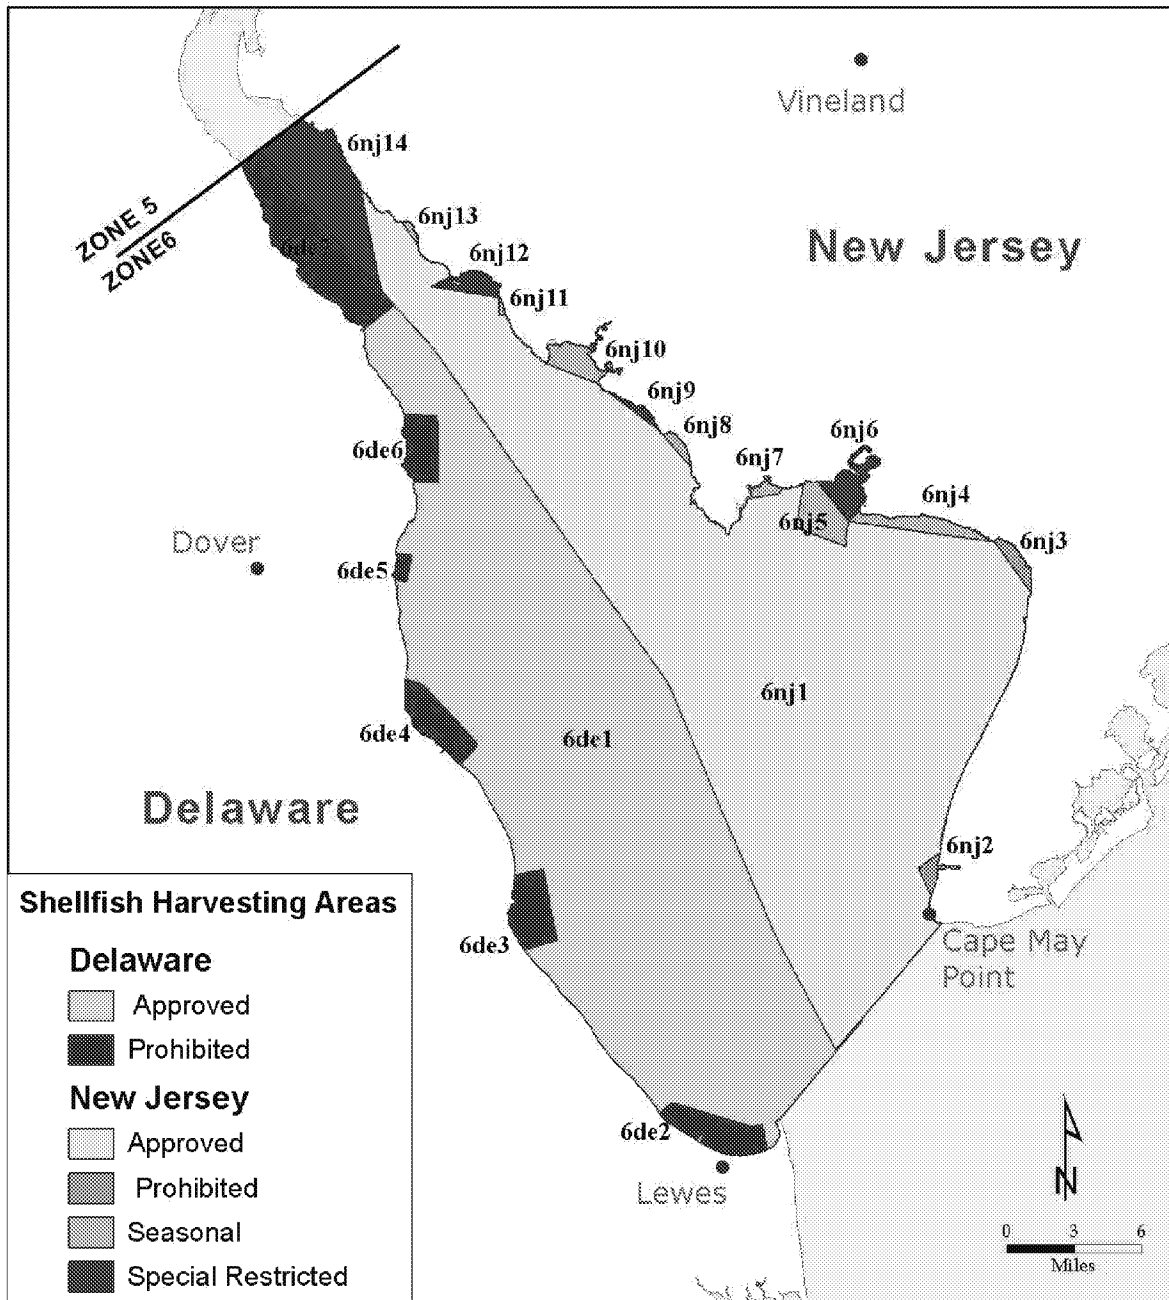 Vineland
6nj14
ZONE 5
ZONE6
6nj13
6nj12
New Jersey
6nj11
6nj10
6nj9
6nj8
6nj7
6nj6
6de6
6nj5
6nj4
6nj3
Dover
6de5
6nj1
6de4
6de1
Delaware
6nj2
6de3
Cape May
Point
Shellfish Harvesting Areas
Delaware
Approved
Prohibited
New Jersey
Approved
Prohibited
Seasonal
Special Restricted
6de2
Lewes
N
0 3 6
Miles